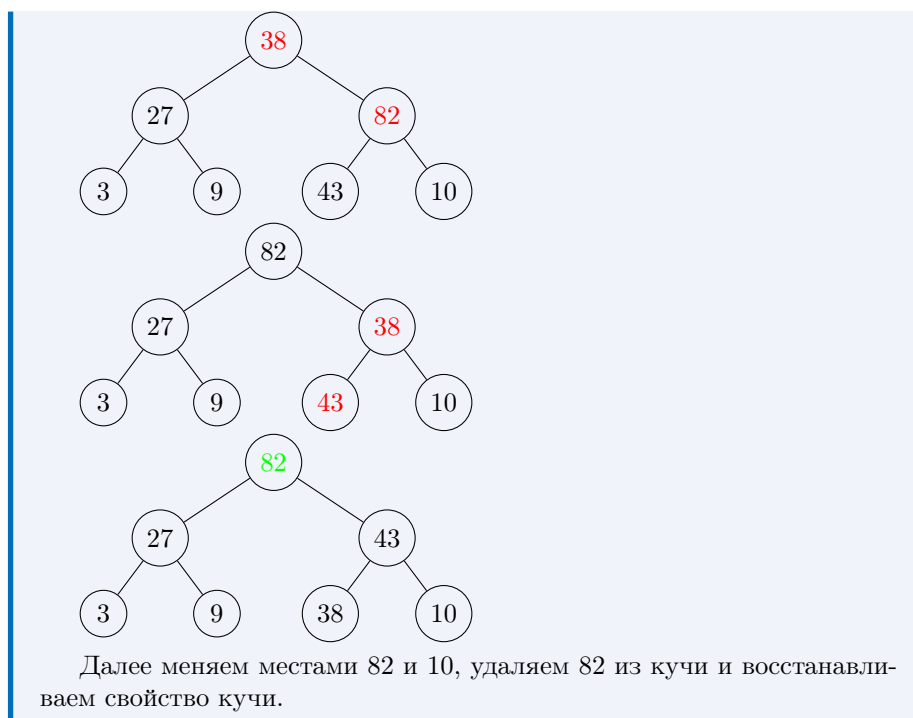 38
27 82
3 9 43 10
82
27 38
3 9 43 10
82
27 43
3 9 38 10
Далее меняем местами 82 и 10, удаляем 82 из кучи и восстанавли-
ваем свойство кучи.